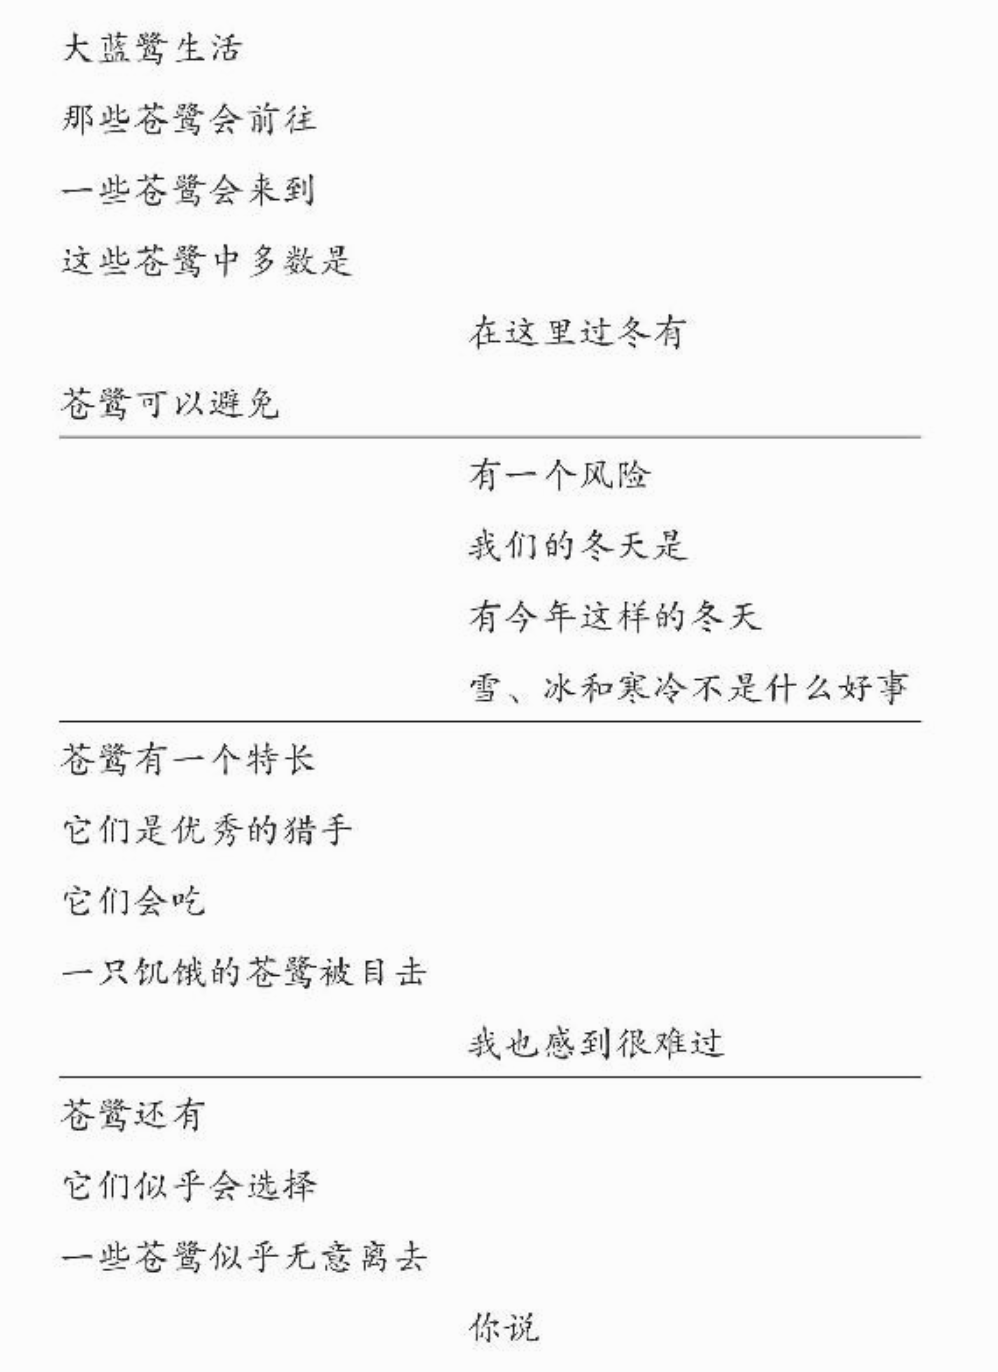 大蓝鹭生活
那些苍鹭会前往
一些苍鹭会来到
这些苍鹭中多数是
在这里过冬有
苍鹭可以避免
有一个风险
我们的冬天是
有今年这样的冬天
雪、冰和寒冷不是什么好事
苍鹭有一个特长
它们是优秀的猎手
它们会吃
一只饥饿的苍鹭被目击
我也感到很难过
苍鹭还有
它们似乎会选择
一些苍鹭似乎无意离去
你说